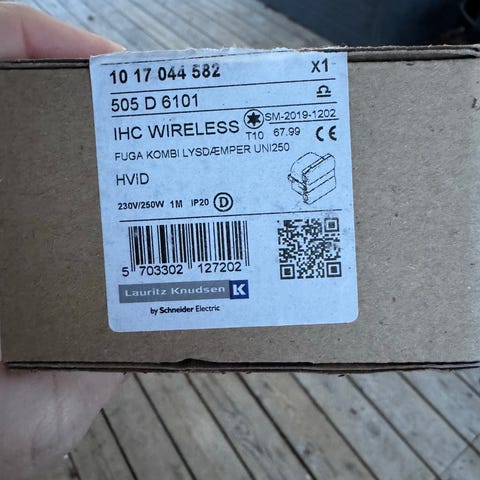 10 17 044 582 X1
505 D 6101
IHC WIRELESS T10 SM-2019-1202
67.99 CE
FUGA KOMBI LYSDÆMPER UNI250
HVID
230V/250W 1M IP20 D
5 703302 127202
Lauritz Knudsen K
by Schneider Electric